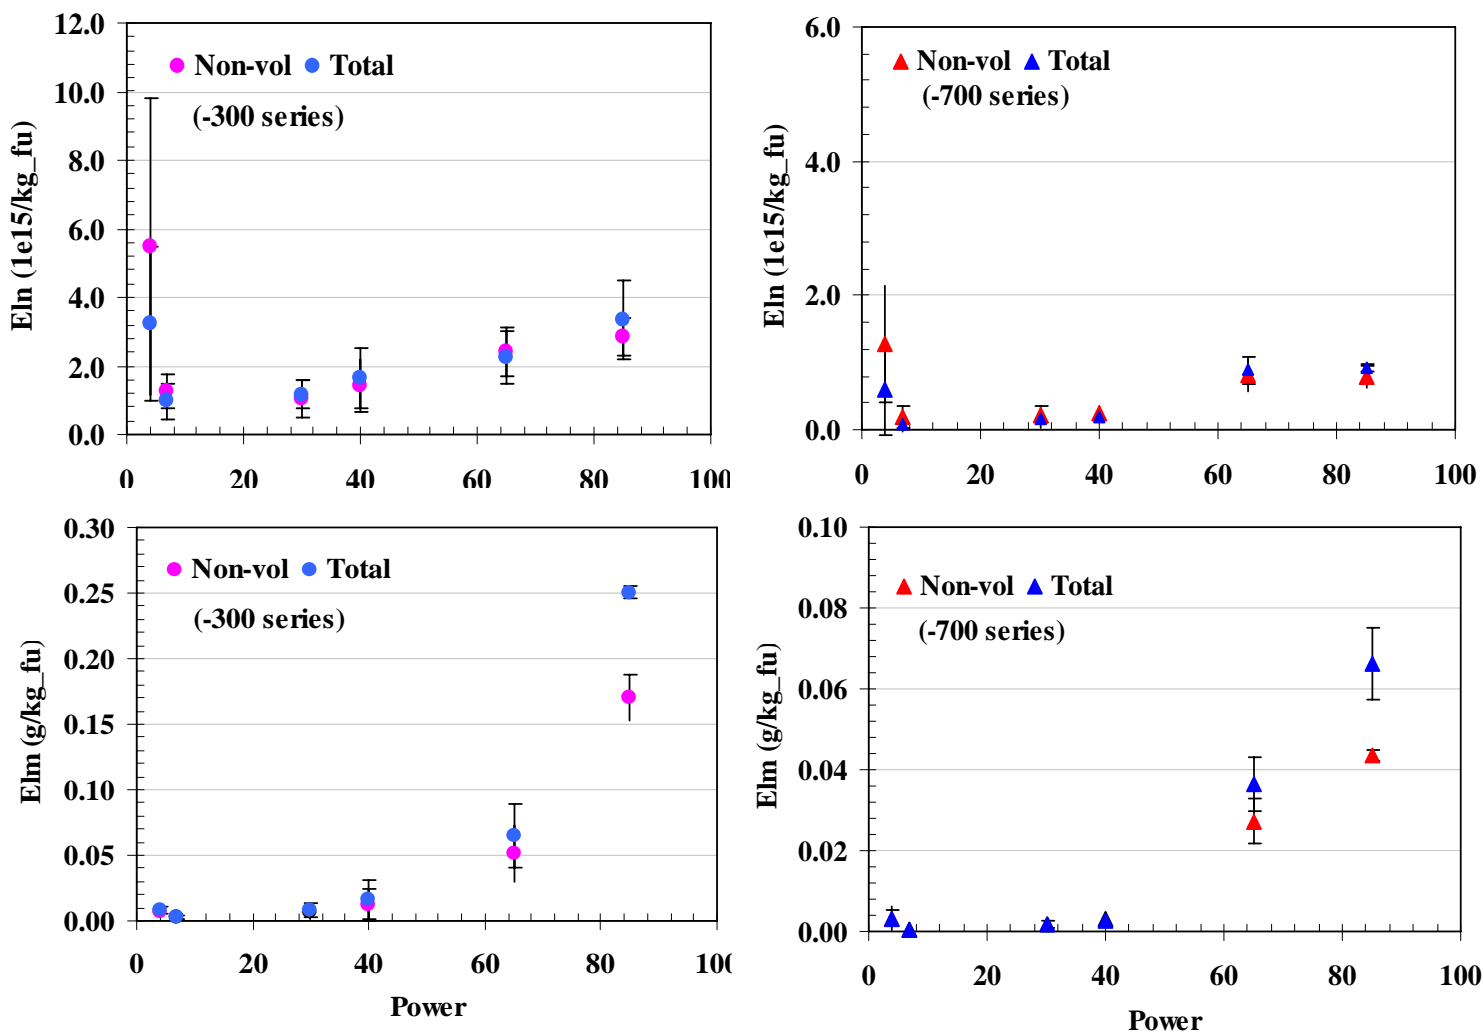 12.0
10.0
8.0
6.0
4.0
2.0
0.0
EIn (1e15/kg_fu)
Non-vol Total
(-300 series)
0 20 40 60 80 100
6.0
4.0
2.0
0.0
EIn (1e15/kg_fu)
Non-vol Total
(-700 series)
0 20 40 60 80 100
0.30
0.25
0.20
0.15
0.10
0.05
0.00
EIm (g/kg_fu)
Non-vol Total
(-300 series)
0 20 40 60 80 100
Power
0.10
0.08
0.06
0.04
0.02
0.00
EIm (g/kg_fu)
Non-vol Total
(-700 series)
0 20 40 60 80 100
Power